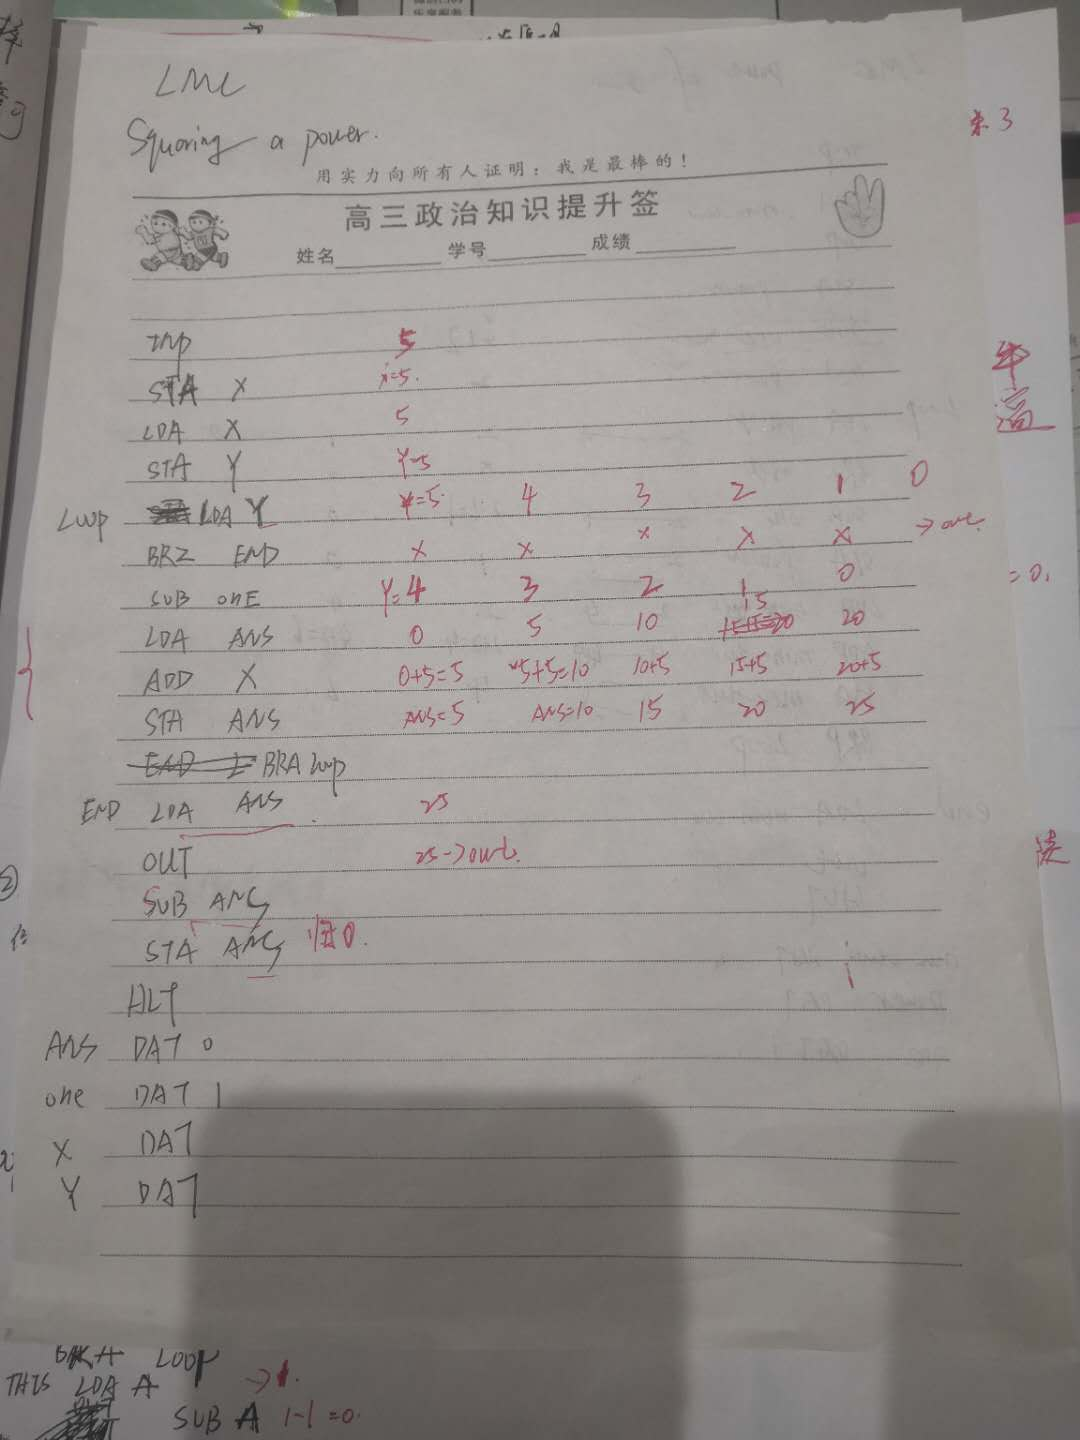 LMC
Squaring a power.
用实力向所有人证明：我是最棒的！
高三政治知识提升签
姓名 学号 成绩
INP 5
STA X x=5.
LDA X 5
STA Y Y=5
Loop LDA Y Y=5 4 3 2 1 0
BRZ END X X X X X → out
SUB onE Y=4 3 2 1 0
LDA ANS 0 5 10 15 20
ADD X 0+5=5 5+5=10 10+5 15+5 20+5
STA ANS ANS=5 ANS=10 15 20 25
BRA loop
END LDA ANS 25
OUT 25->out.
SUB ANS
STA ANS 归0.
HLT
ANS DAT 0
one DAT 1
X DAT
Y DAT
= 0.
BRA LOOP
THIS LDA A → 1.
SUB A 1-1=0.